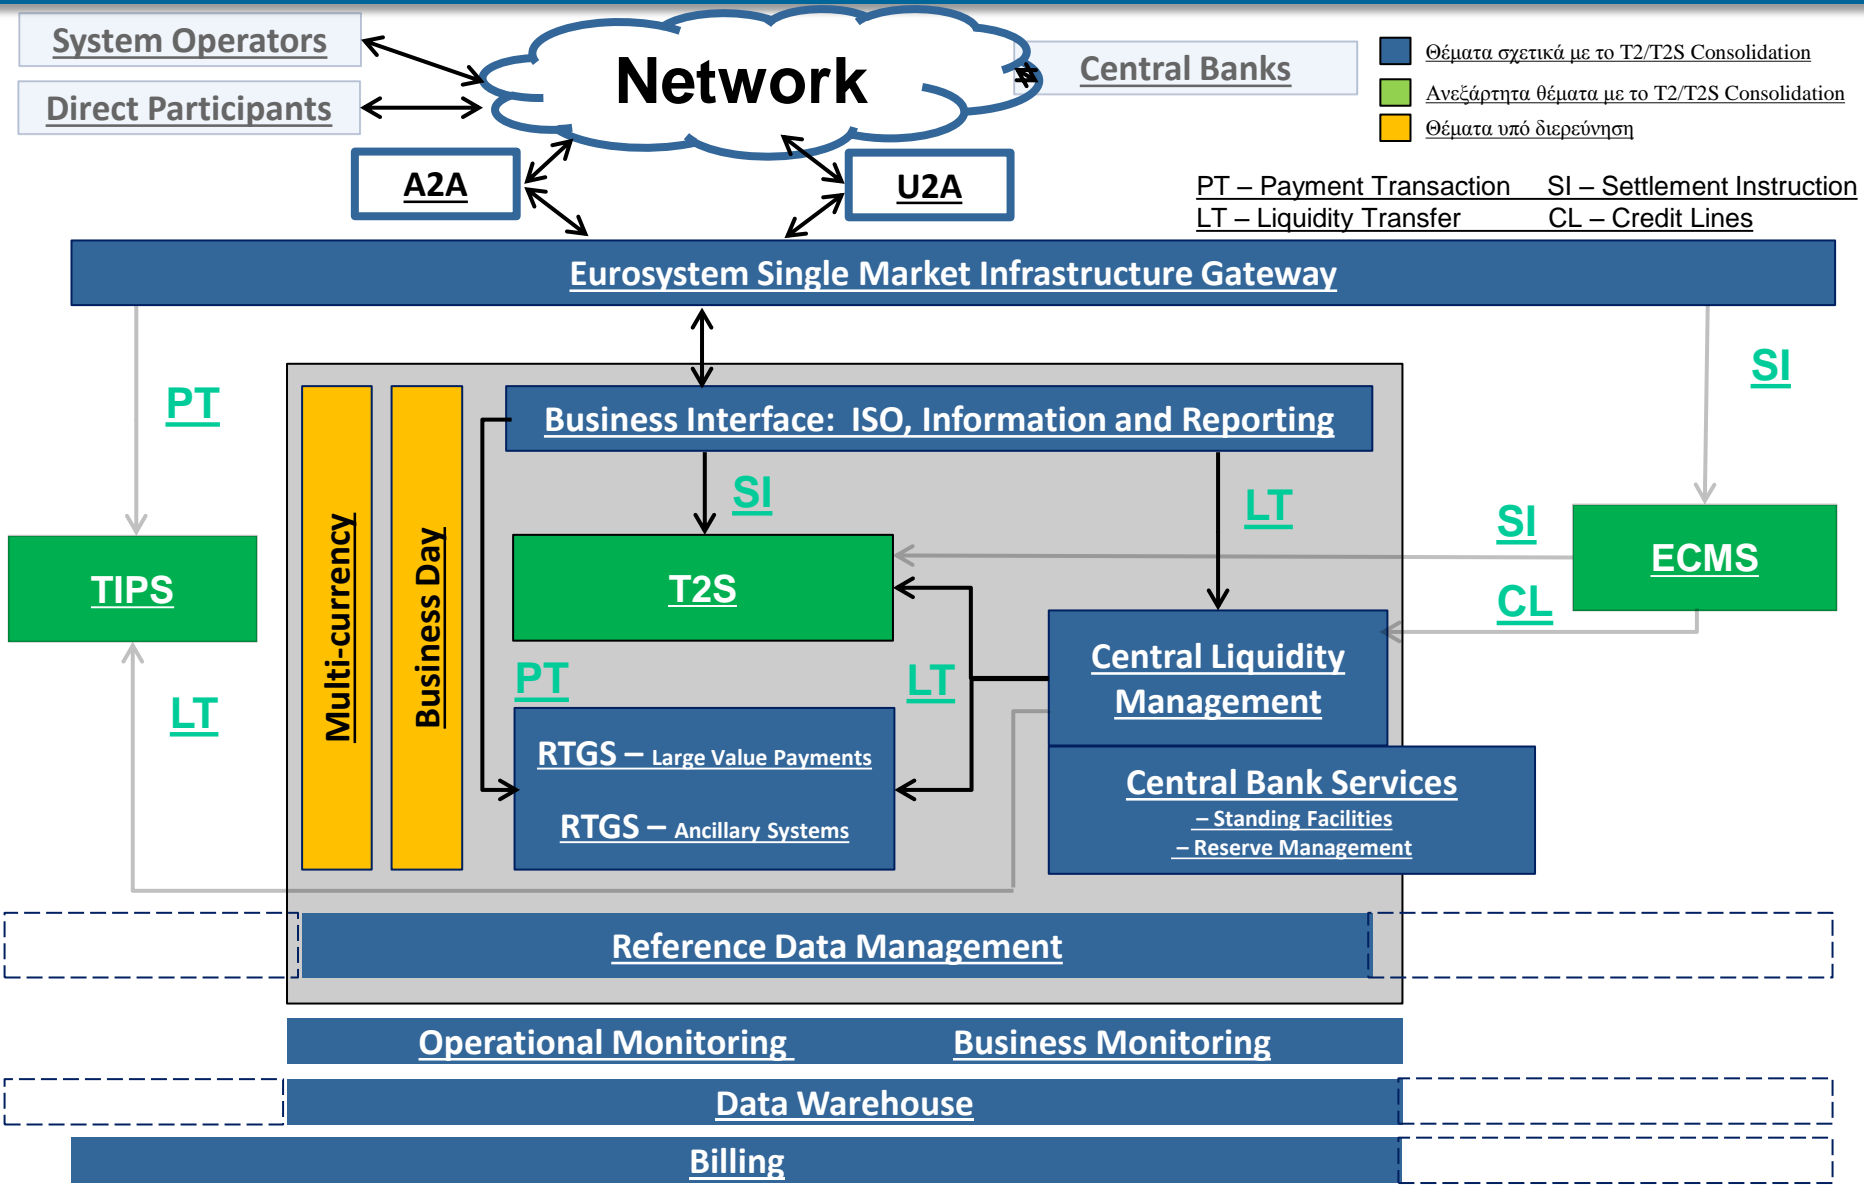 System Operators
Direct Participants
Network
Central Banks
Θέματα σχετικά με το T2/T2S Consolidation
Ανεξάρτητα θέματα με το T2/T2S Consolidation
Θέματα υπό διερεύνηση
A2A
U2A
PT – Payment Transaction SI – Settlement Instruction
LT – Liquidity Transfer CL – Credit Lines
Eurosystem Single Market Infrastructure Gateway
PT
SI
Business Interface: ISO, Information and Reporting
SI
LT
SI
Multi-currency
Business Day
TIPS
T2S
ECMS
CL
LT
PT
LT
Central Liquidity
Management
RTGS – Large Value Payments
RTGS – Ancillary Systems
Central Bank Services
– Standing Facilities
– Reserve Management
Reference Data Management
Operational Monitoring Business Monitoring
Data Warehouse
Billing